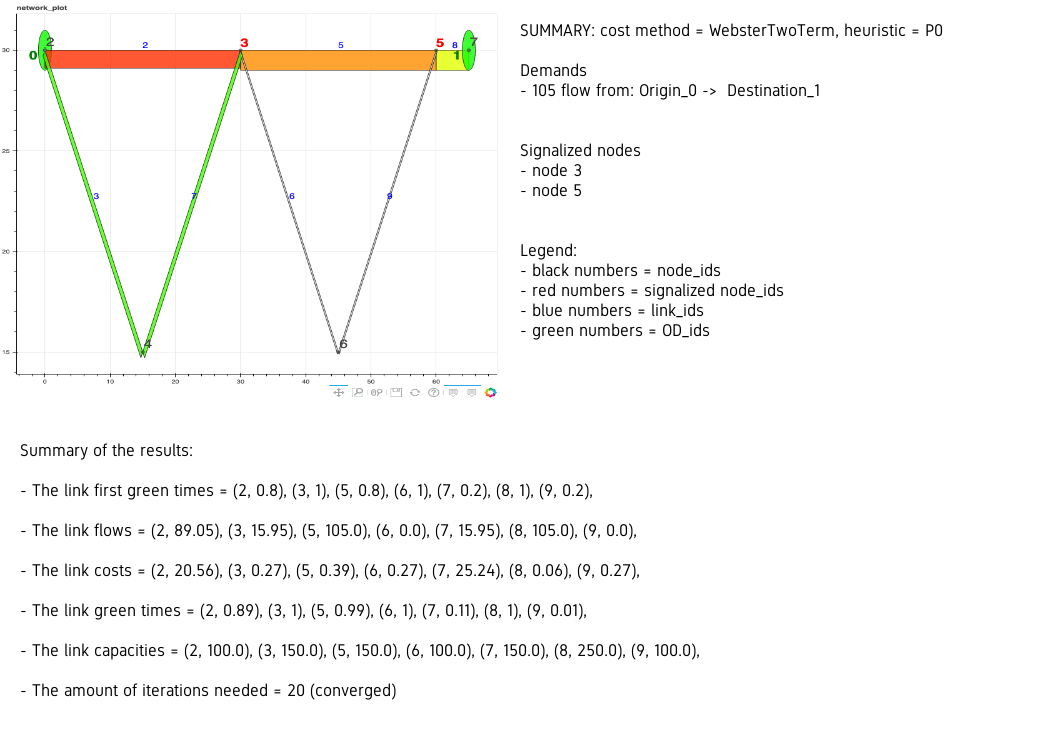 network_plot
30
25
20
15
0
10
20
30
40
50
60
2
0
2
3
5
5
8
7
1
3
7
6
9
4
6
SUMMARY: cost method = WebsterTwoTerm, heuristic = P0
Demands
- 105 flow from: Origin_0 -> Destination_1
Signalized nodes
- node 3
- node 5
Legend:
- black numbers = node_ids
- red numbers = signalized node_ids
- blue numbers = link_ids
- green numbers = OD_ids
Summary of the results:
- The link first green times = (2, 0.8), (3, 1), (5, 0.8), (6, 1), (7, 0.2), (8, 1), (9, 0.2),
- The link flows = (2, 89.05), (3, 15.95), (5, 105.0), (6, 0.0), (7, 15.95), (8, 105.0), (9, 0.0),
- The link costs = (2, 20.56), (3, 0.27), (5, 0.39), (6, 0.27), (7, 25.24), (8, 0.06), (9, 0.27),
- The link green times = (2, 0.89), (3, 1), (5, 0.99), (6, 1), (7, 0.11), (8, 1), (9, 0.01),
- The link capacities = (2, 100.0), (3, 150.0), (5, 150.0), (6, 100.0), (7, 150.0), (8, 250.0), (9, 100.0),
- The amount of iterations needed = 20 (converged)